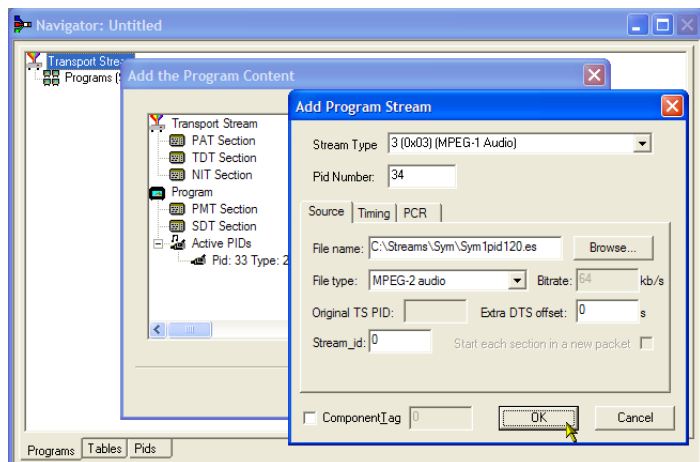 Navigator: Untitled
Transport Stre
Programs (S
Add the Program Content
Transport Stream
PAT Section
TDT Section
NIT Section
Program
PMT Section
SDT Section
Active PIDs
Pid: 33 Type: 2
Add Program Stream
Stream Type 3 (0x03) (MPEG-1 Audio)
Pid Number: 34
Source Timing PCR
File name: C:\Streams\Sym\Sym1pid120.es Browse...
File type: MPEG-2 audio Bitrate: 64 kb/s
Original TS PID: Extra DTS offset: 0 s
Stream_id: 0 Start each section in a new packet
ComponentTag 0 OK Cancel
Programs Tables Pids